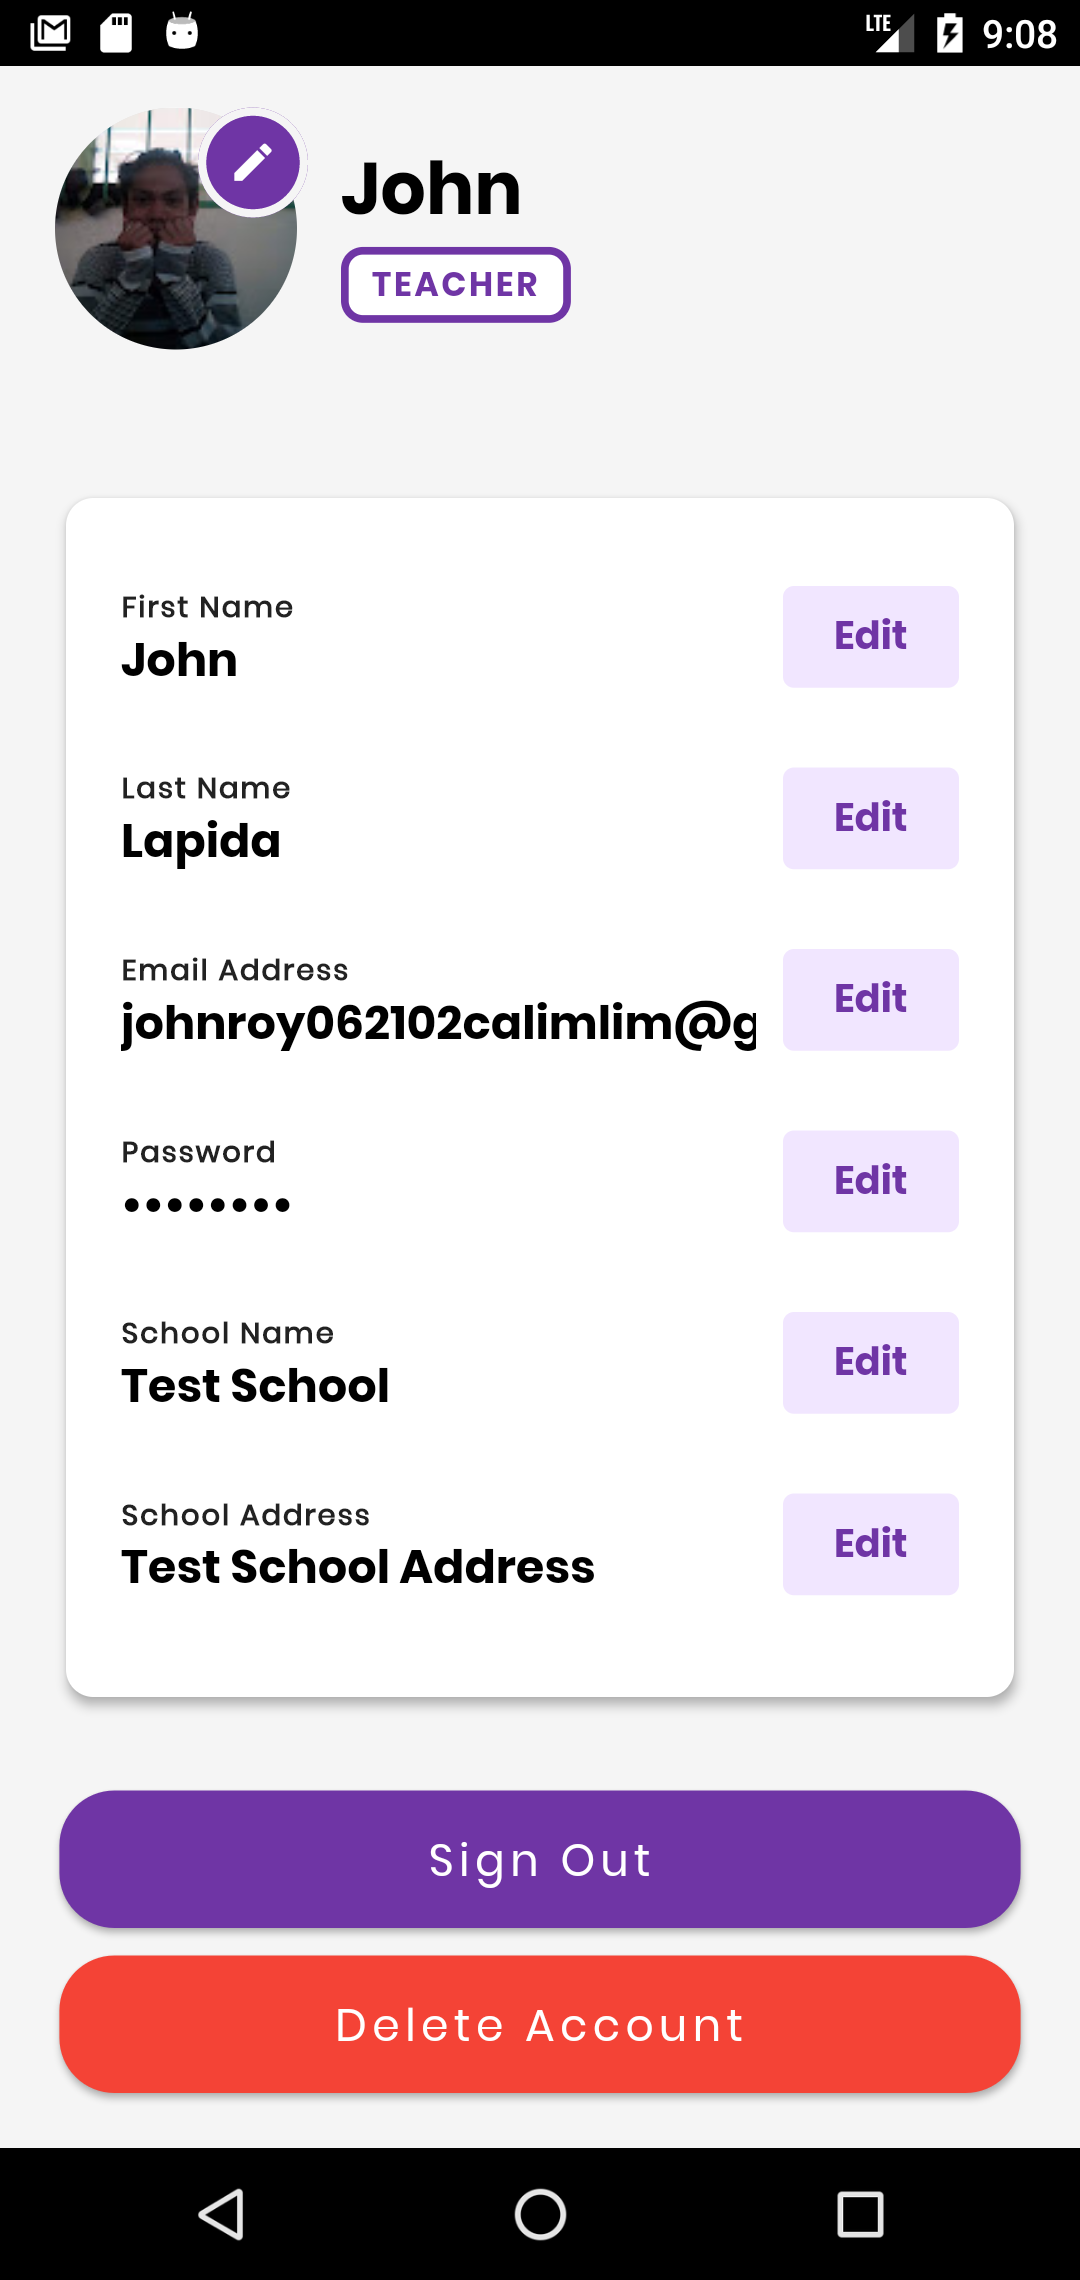 LTE 9:08
John
TEACHER
First Name
John
Edit
Last Name
Lapida
Edit
Email Address
johnroy062102calimlim@g
Edit
Password
••••••••
Edit
School Name
Test School
Edit
School Address
Test School Address
Edit
Sign Out
Delete Account